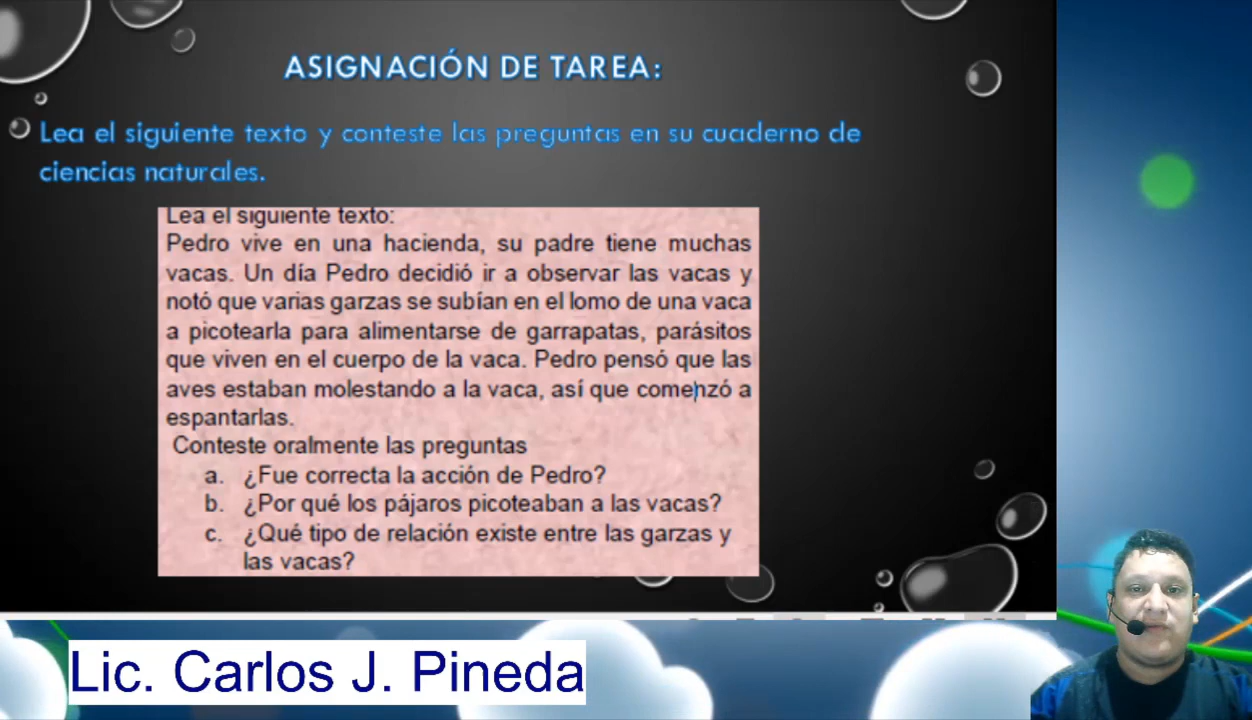 ASIGNACIÓN DE TAREA:
Lea el siguiente texto y conteste las preguntas en su cuaderno de
ciencias naturales.
Lea el siguiente texto:
Pedro vive en una hacienda, su padre tiene muchas
vacas. Un día Pedro decidió ir a observar las vacas y
notó que varias garzas se subían en el lomo de una vaca
a picotearla para alimentarse de garrapatas, parásitos
que viven en el cuerpo de la vaca. Pedro pensó que las
aves estaban molestando a la vaca, así que comenzó a
espantarlas.
Conteste oralmente las preguntas
a. ¿Fue correcta la acción de Pedro?
b. ¿Por qué los pájaros picoteaban a las vacas?
c. ¿Qué tipo de relación existe entre las garzas y
las vacas?
Lic. Carlos J. Pineda